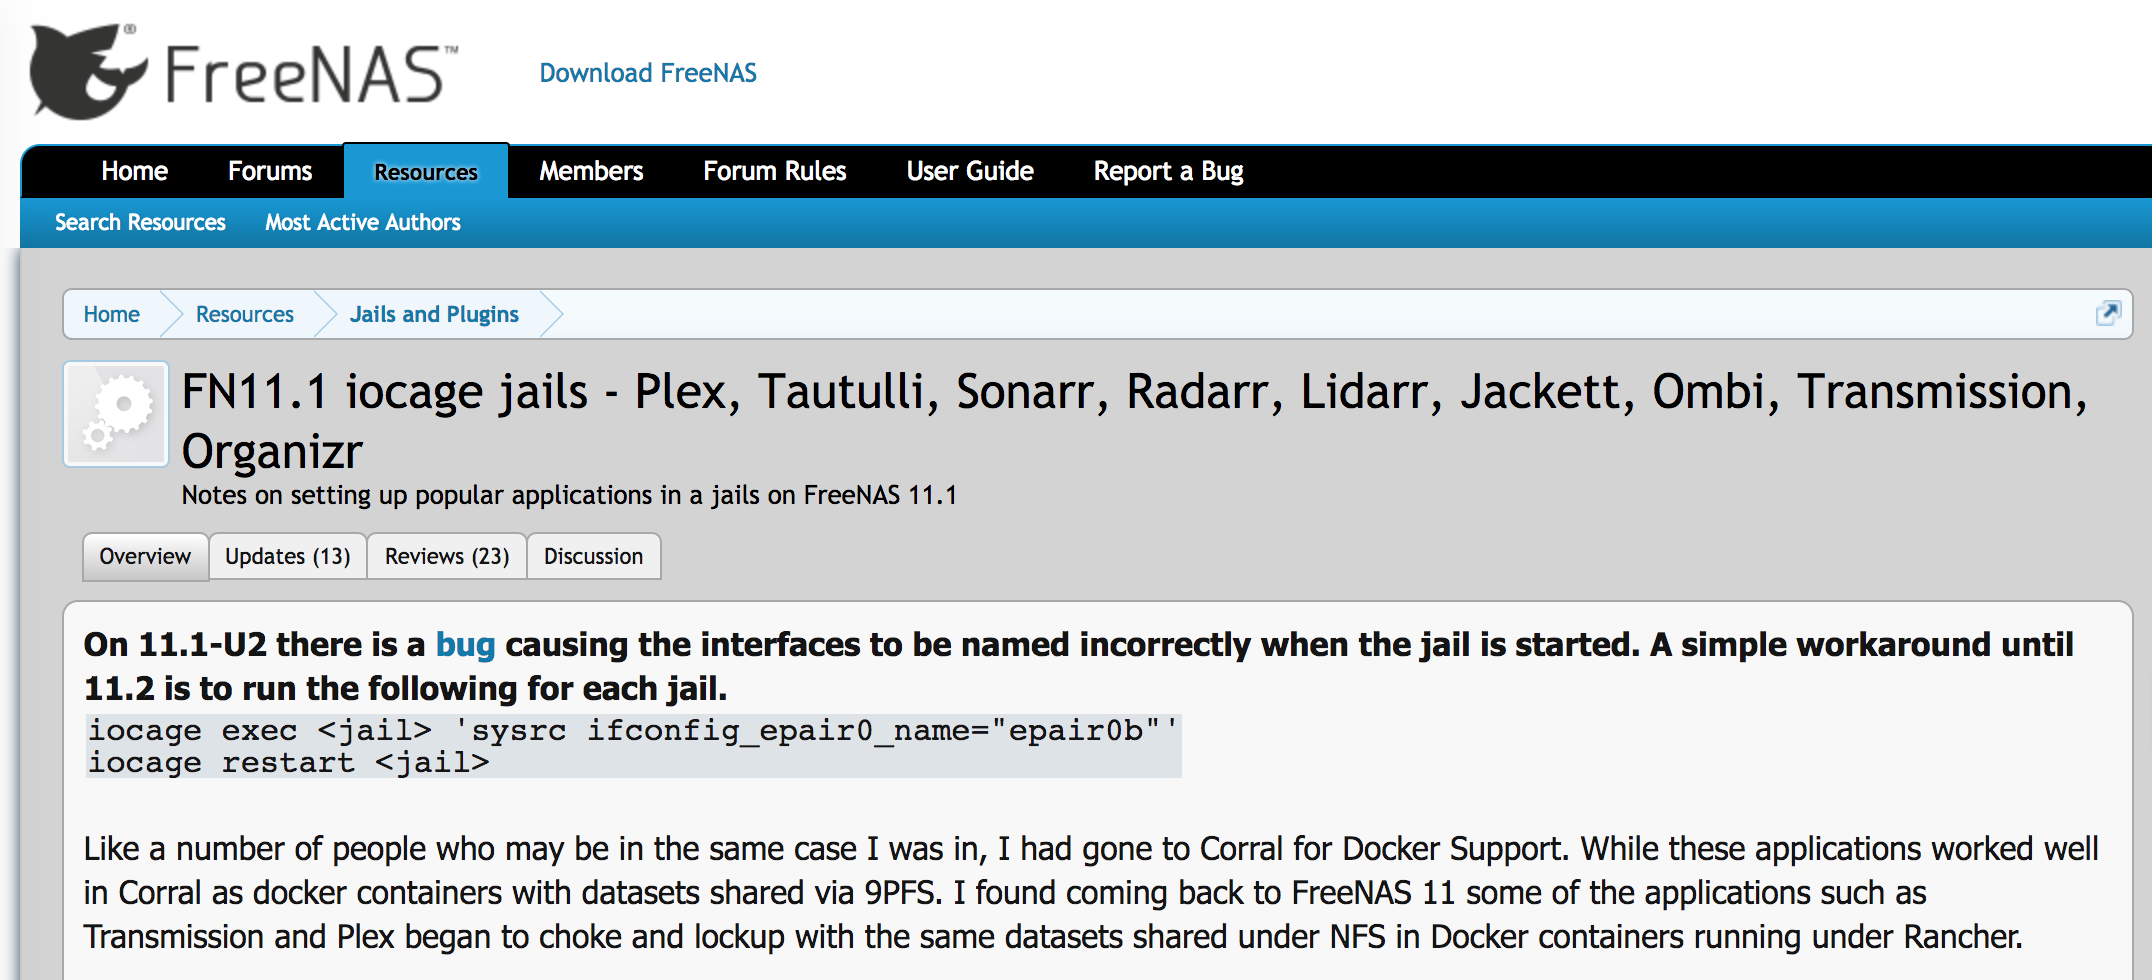 FreeNAS™
Download FreeNAS
Home Forums Resources Members Forum Rules User Guide Report a Bug
Search Resources Most Active Authors
Home Resources Jails and Plugins
FN11.1 iocage jails - Plex, Tautulli, Sonarr, Radarr, Lidarr, Jackett, Ombi, Transmission,
Organizr
Notes on setting up popular applications in a jails on FreeNAS 11.1
Overview Updates (13) Reviews (23) Discussion
On 11.1-U2 there is a bug causing the interfaces to be named incorrectly when the jail is started. A simple workaround until
11.2 is to run the following for each jail.
iocage exec <jail> 'sysrc ifconfig_epair0_name="epair0b"'
iocage restart <jail>
Like a number of people who may be in the same case I was in, I had gone to Corral for Docker Support. While these applications worked well
in Corral as docker containers with datasets shared via 9PFS. I found coming back to FreeNAS 11 some of the applications such as
Transmission and Plex began to choke and lockup with the same datasets shared under NFS in Docker containers running under Rancher.